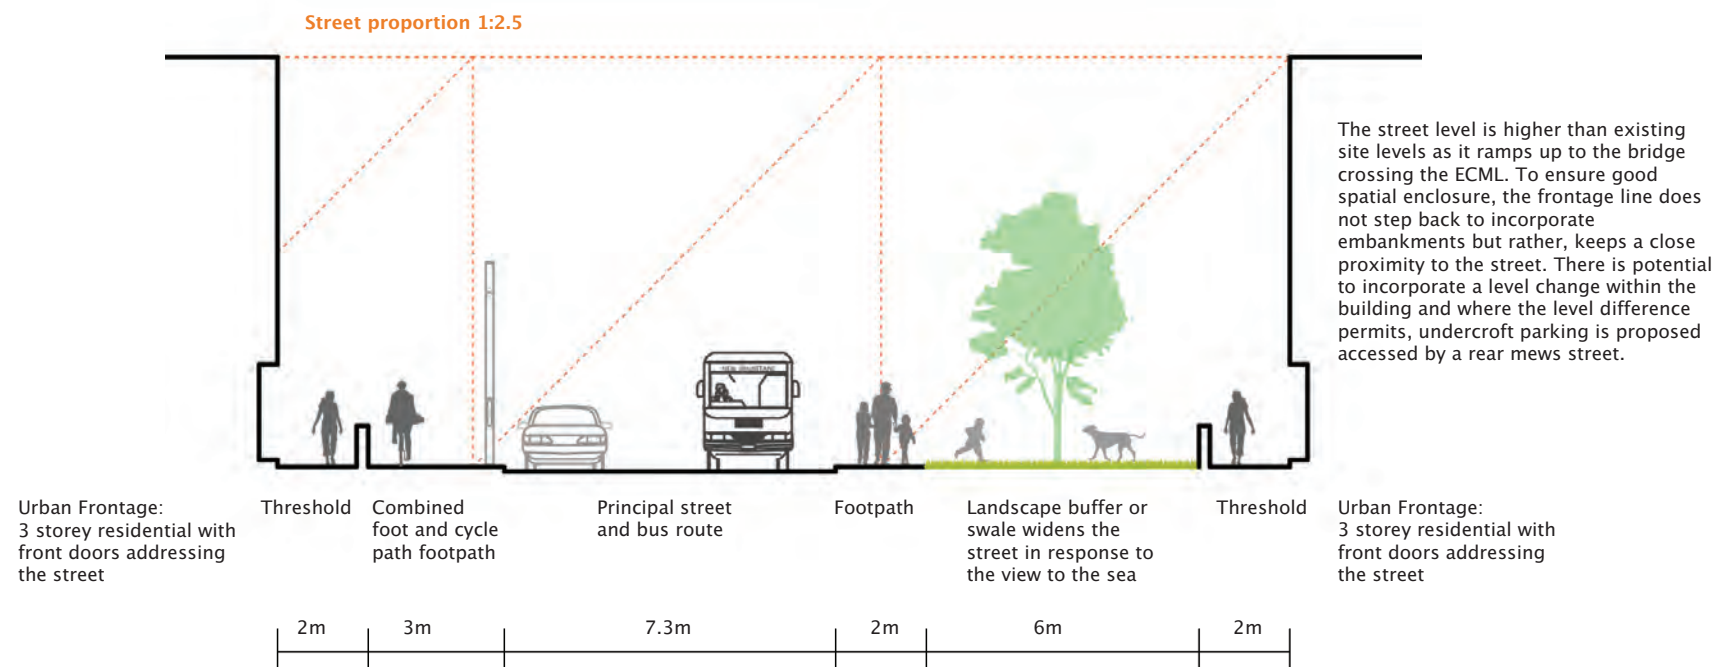 Street proportion 1:2.5
The street level is higher than existing
site levels as it ramps up to the bridge
crossing the ECML. To ensure good
spatial enclosure, the frontage line does
not step back to incorporate
embankments but rather, keeps a close
proximity to the street. There is potential
to incorporate a level change within the
building and where the level difference
permits, undercroft parking is proposed
accessed by a rear mews street.
Urban Frontage:
3 storey residential with
front doors addressing
the street
Threshold
Combined
foot and cycle
path footpath
Principal street
and bus route
Footpath
Landscape buffer or
swale widens the
street in response to
the view to the sea
Threshold
Urban Frontage:
3 storey residential with
front doors addressing
the street
2m
3m
7.3m
2m
6m
2m